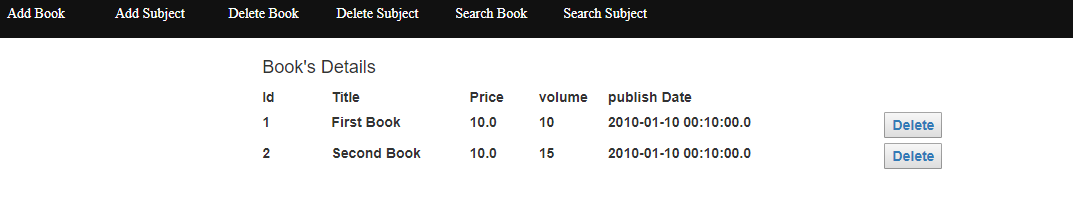 Add Book Add Subject Delete Book Delete Subject Search Book Search Subject
Book's Details
Id Title Price volume publish Date
1 First Book 10.0 10 2010-01-10 00:10:00.0 Delete
2 Second Book 10.0 15 2010-01-10 00:10:00.0 Delete